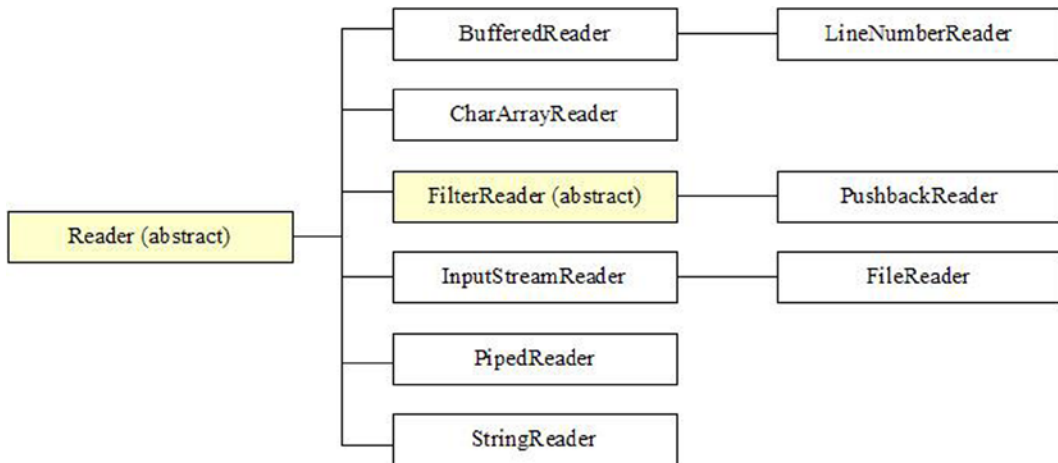 BufferedReader
LineNumberReader
CharArrayReader
FilterReader (abstract)
PushbackReader
Reader (abstract)
InputStreamReader
FileReader
PipedReader
StringReader